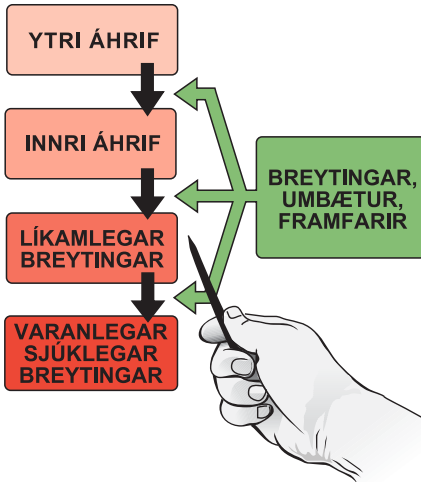 YTRI ÁHRIF
INNRI ÁHRIF
LÍKAMLEGAR
BREYTINGAR
VARANLEGAR
SJÚKLEGAR
BREYTINGAR
BREYTINGAR,
UMBÆTUR,
FRAMFARIR